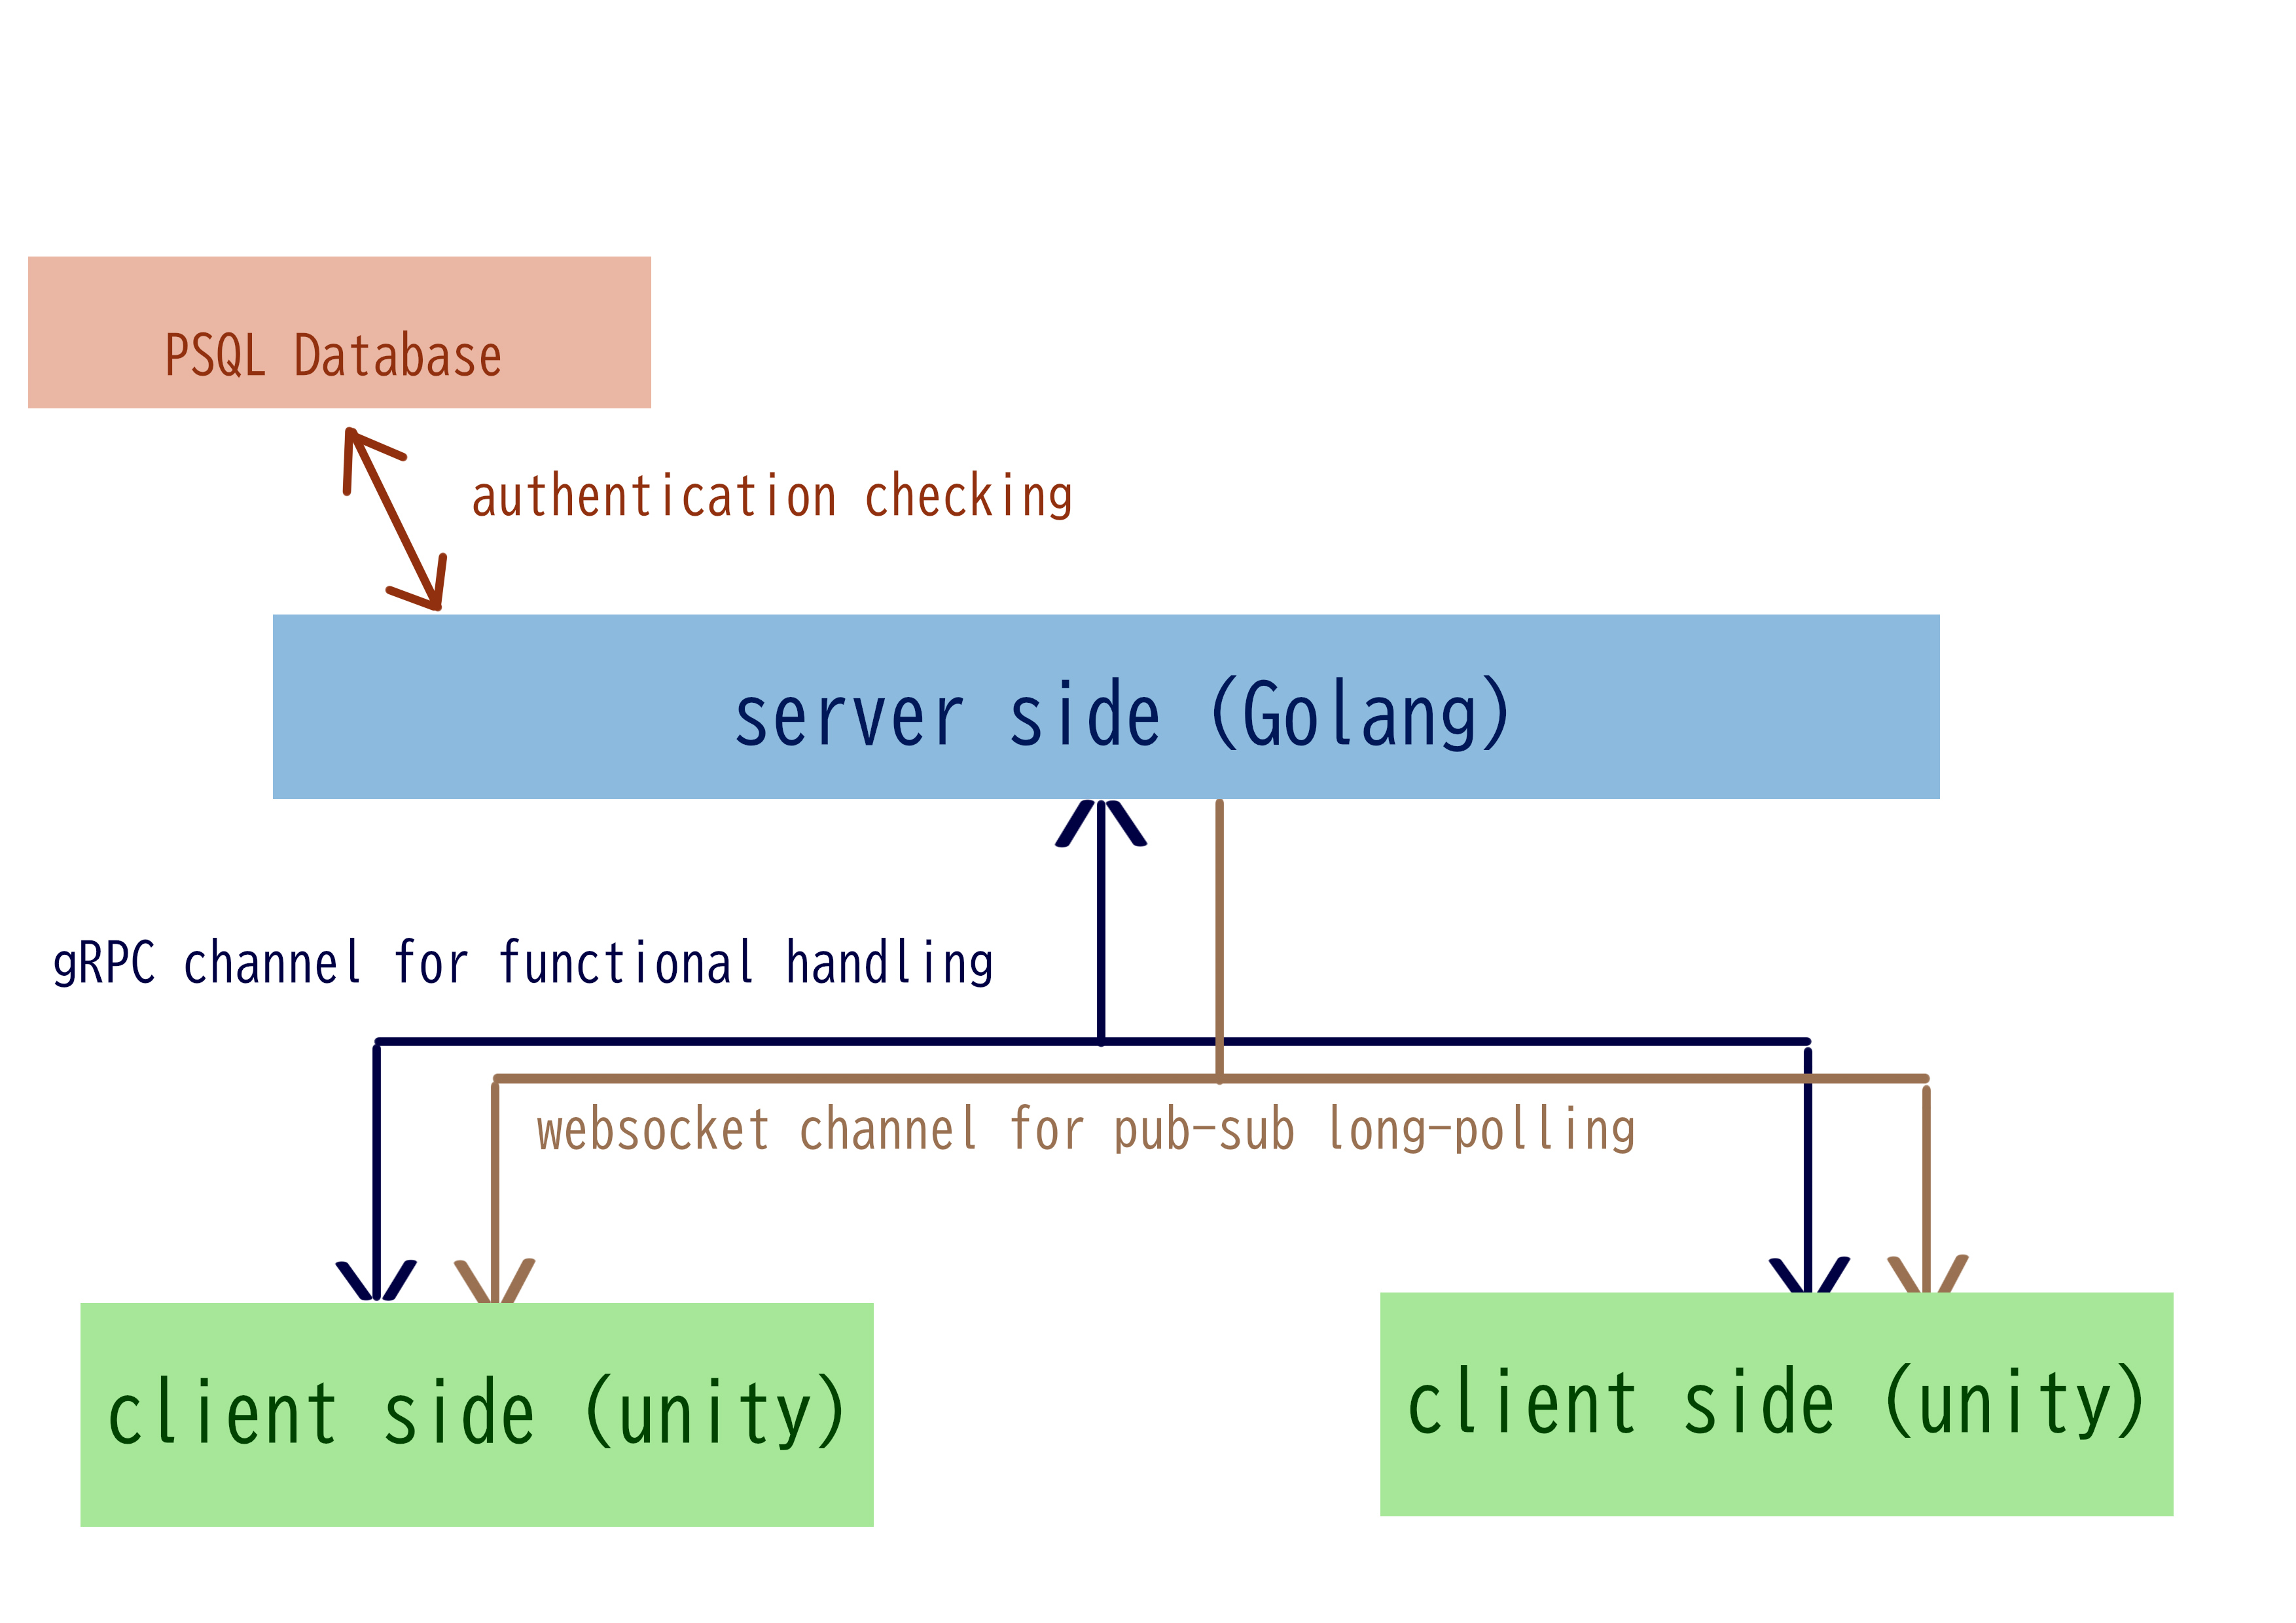 PSQL Database
authentication checking
server side (Golang)
gRPC channel for functional handling
websocket channel for pub-sub long-polling
client side (unity)
client side (unity)